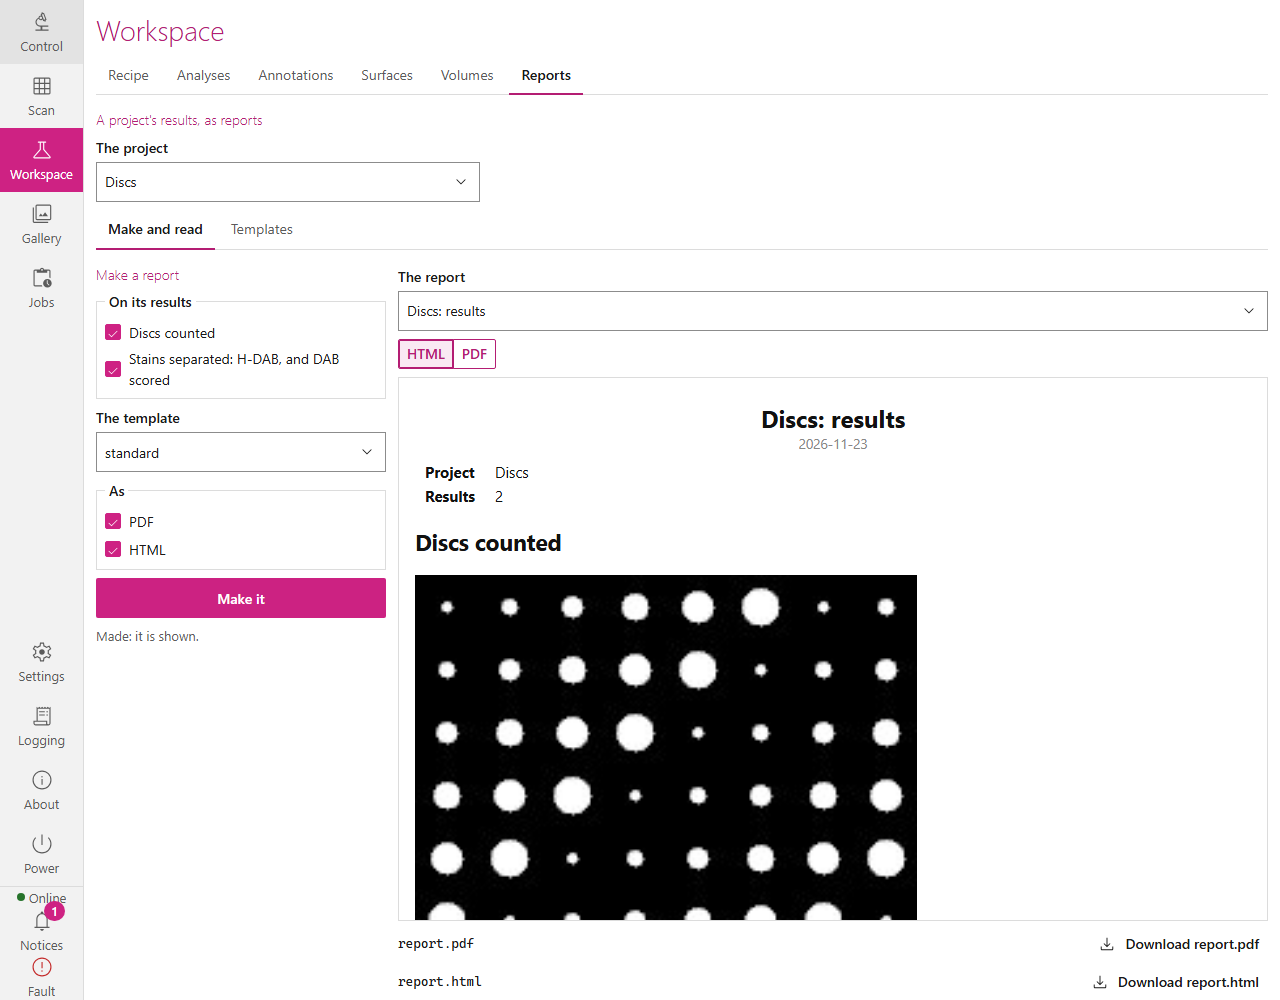 Control
Scan
Workspace
Gallery
Jobs
Settings
Logging
About
Power
Online
1
Notices
Fault
Workspace
Recipe
Analyses
Annotations
Surfaces
Volumes
Reports
A project's results, as reports
The project
Discs
Make and read
Templates
Make a report
On its results
Discs counted
Stains separated: H-DAB, and DAB
scored
The template
standard
As
PDF
HTML
Make it
Made: it is shown.
The report
Discs: results
HTML
PDF
Discs: results
2026-11-23
Project Discs
Results 2
Discs counted
report.pdf
Download report.pdf
report.html
Download report.html